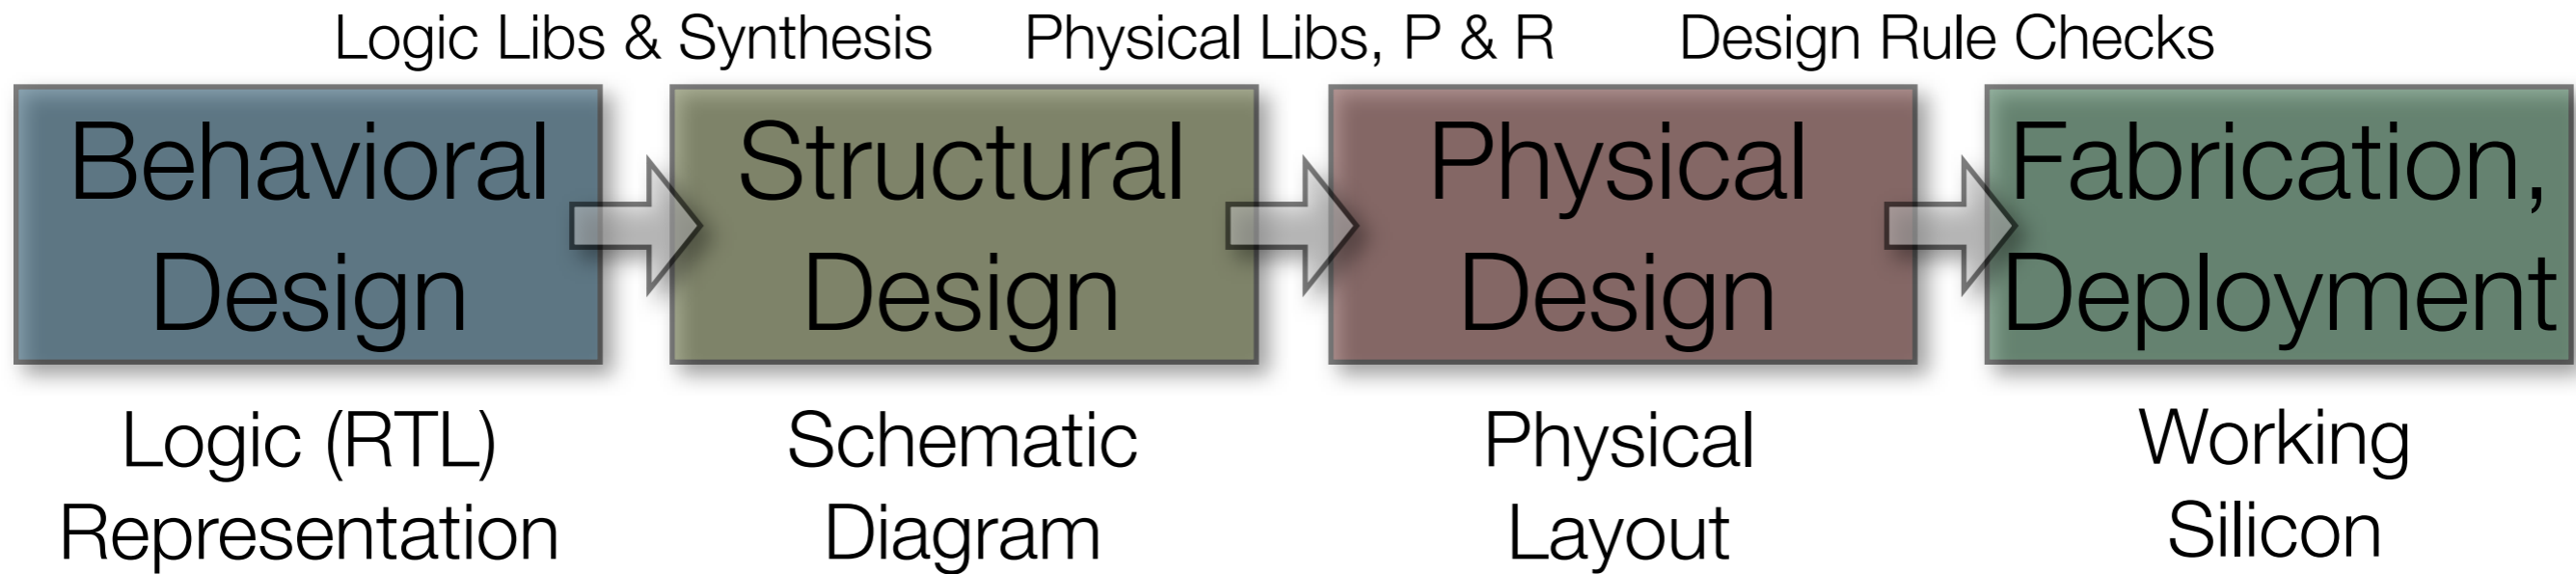 Logic Libs & Synthesis
Physical Libs, P & R
Design Rule Checks
Behavioral
Design
Structural
Design
Physical
Design
Fabrication,
Deployment
Logic (RTL)
Representation
Schematic
Diagram
Physical
Layout
Working
Silicon